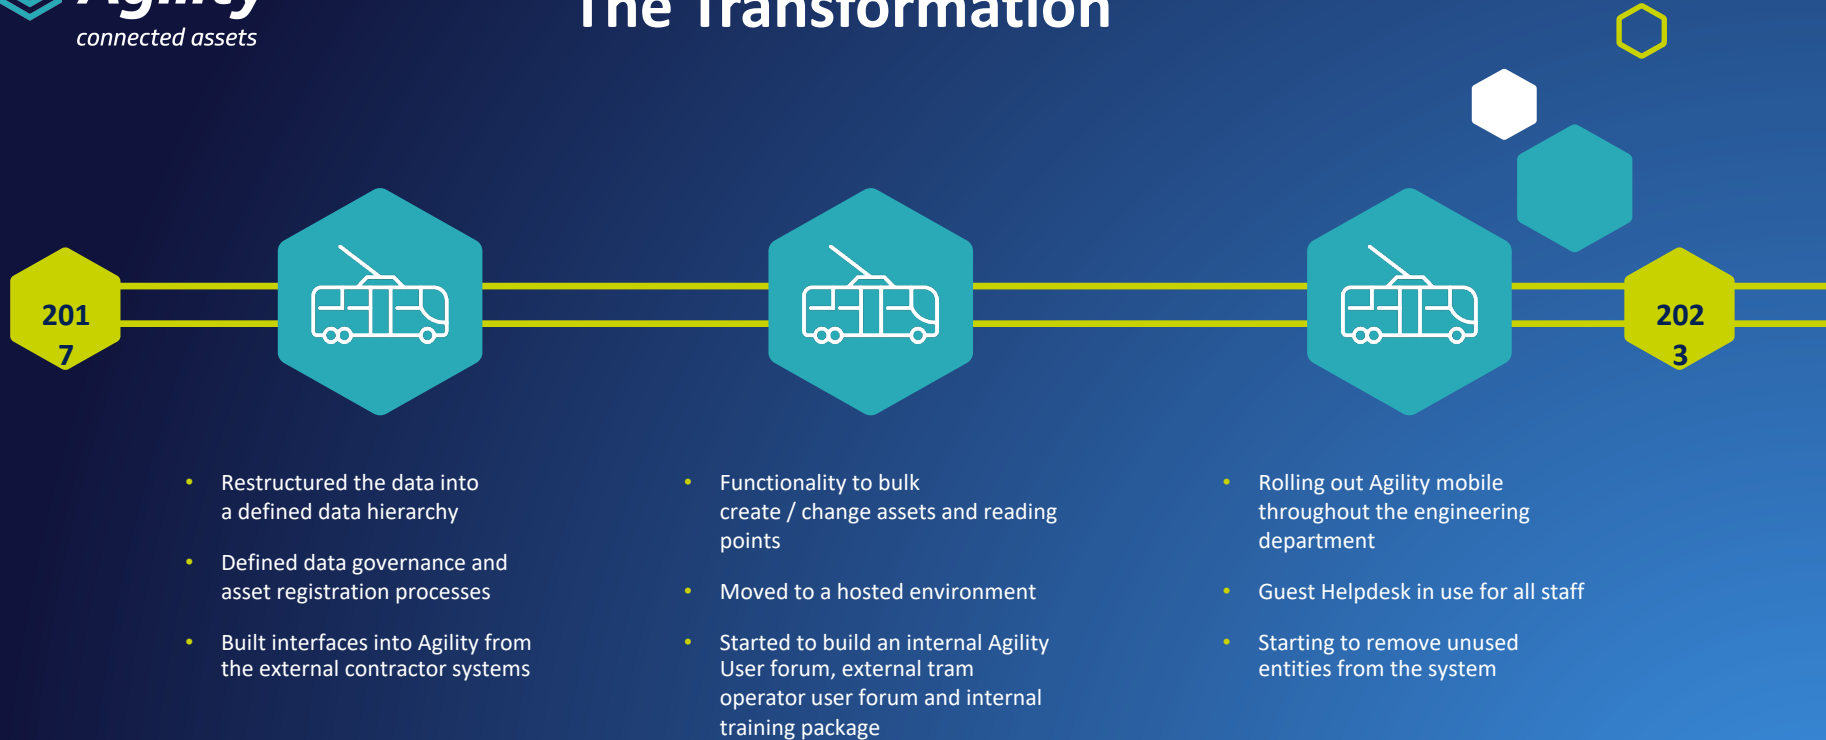 Agility
connected assets
The Transformation
201
7
202
3
• Restructured the data into
a defined data hierarchy
• Defined data governance and
asset registration processes
• Built interfaces into Agility from
the external contractor systems
• Functionality to bulk
create / change assets and reading
points
• Moved to a hosted environment
• Started to build an internal Agility
User forum, external tram
operator user forum and internal
training package
• Rolling out Agility mobile
throughout the engineering
department
• Guest Helpdesk in use for all staff
• Starting to remove unused
entities from the system